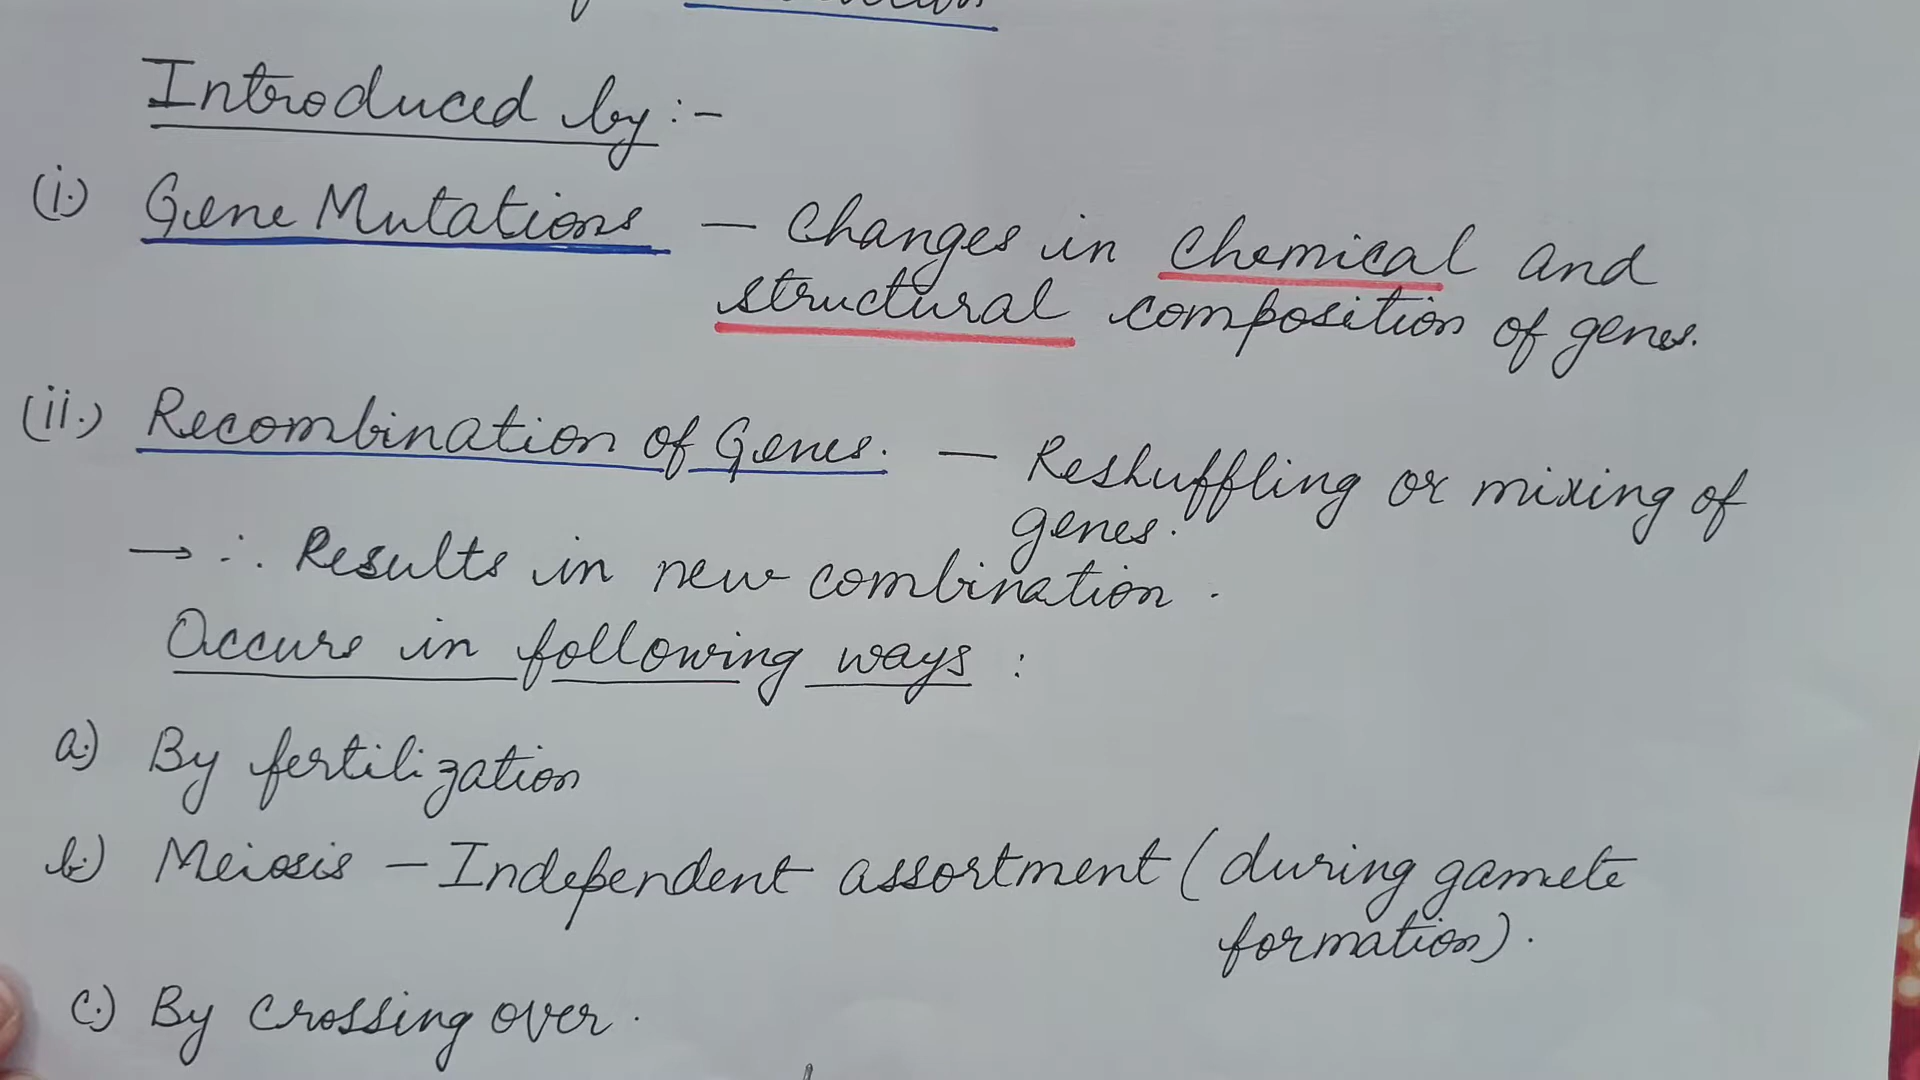 Introduced by :-
(i.) Gene Mutations — Changes in Chemical and
structural composition of genes.
(ii.) Recombination of Genes. — Reshuffling or mixing of
genes.
→ ∴ Results in new combination.
Occurs in following ways :
a.) By fertilization
b.) Meiosis — Independent assortment (during gamete
formation).
c.) By crossing over.